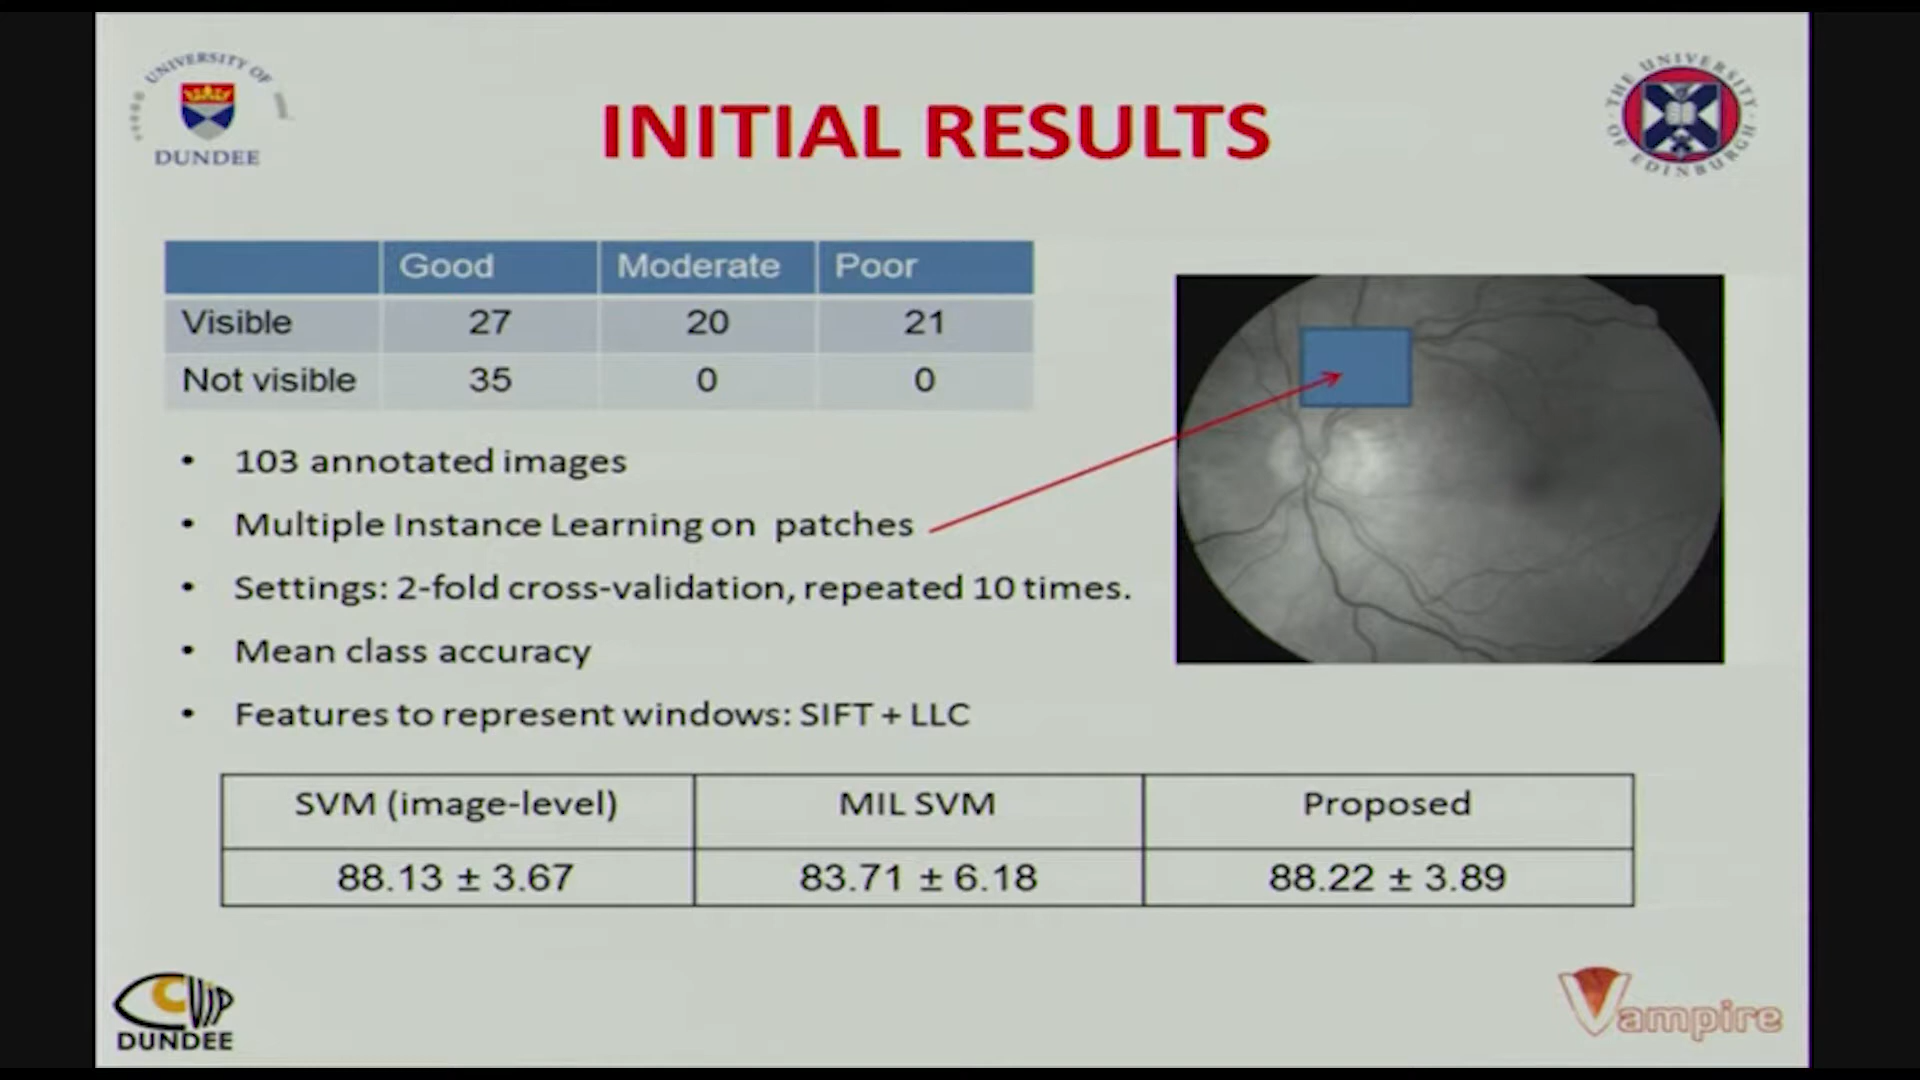 UNIVERSITY OF
DUNDEE
INITIAL RESULTS
THE UNIVERSITY
OF EDINBURGH
Good Moderate Poor
Visible 27 20 21
Not visible 35 0 0
• 103 annotated images
• Multiple Instance Learning on patches
• Settings: 2-fold cross-validation, repeated 10 times.
• Mean class accuracy
• Features to represent windows: SIFT + LLC
SVM (image-level) MIL SVM Proposed
88.13 ± 3.67 83.71 ± 6.18 88.22 ± 3.89
CVIP
DUNDEE
Vampire